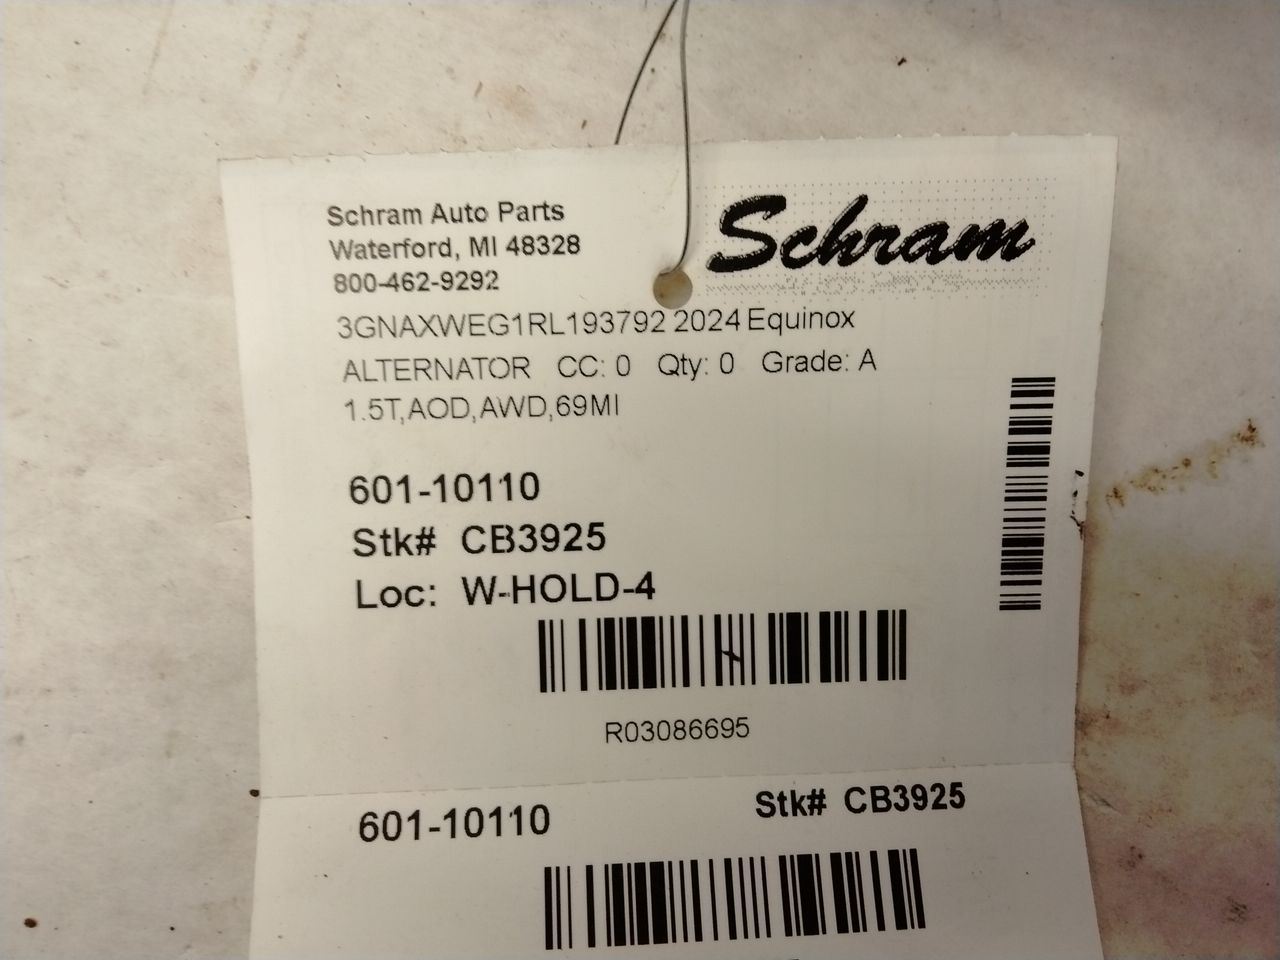 Schram Auto Parts
Waterford, MI 48328
800-462-9292
Schram
3GNAXWEG1RL193792 2024 Equinox
ALTERNATOR CC: 0 Qty: 0 Grade: A
1.5T,AOD,AWD,69MI
601-10110
Stk# CB3925
Loc: W-HOLD-4
R03086695
601-10110 Stk# CB3925